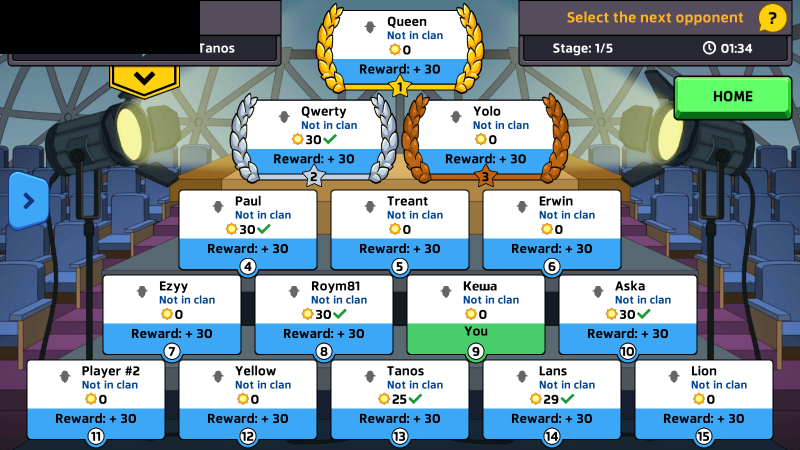 Tanos
Select the next opponent
?
Stage: 1/5
01:34
HOME
Queen
Not in clan
0
Reward: + 30
1
Qwerty
Not in clan
30
Reward: + 30
2
Yolo
Not in clan
0
Reward: + 30
3
Paul
Not in clan
30
Reward: + 30
4
Treant
Not in clan
0
Reward: + 30
5
Erwin
Not in clan
0
Reward: + 30
6
Ezyy
Not in clan
0
Reward: + 30
7
Roym81
Not in clan
30
Reward: + 30
8
Кеша
Not in clan
0
You
9
Aska
Not in clan
30
Reward: + 30
10
Player #2
Not in clan
0
Reward: + 30
11
Yellow
Not in clan
0
Reward: + 30
12
Tanos
Not in clan
25
Reward: + 30
13
Lans
Not in clan
29
Reward: + 30
14
Lion
Not in clan
0
Reward: + 30
15